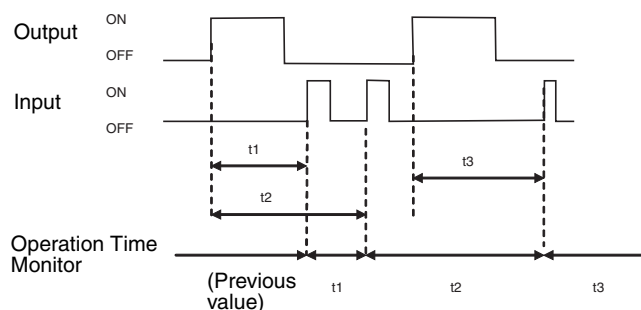 Output
ON
OFF
Input
ON
OFF
t1
t3
t2
Operation Time
Monitor
(Previous
value)
t1
t2
t3